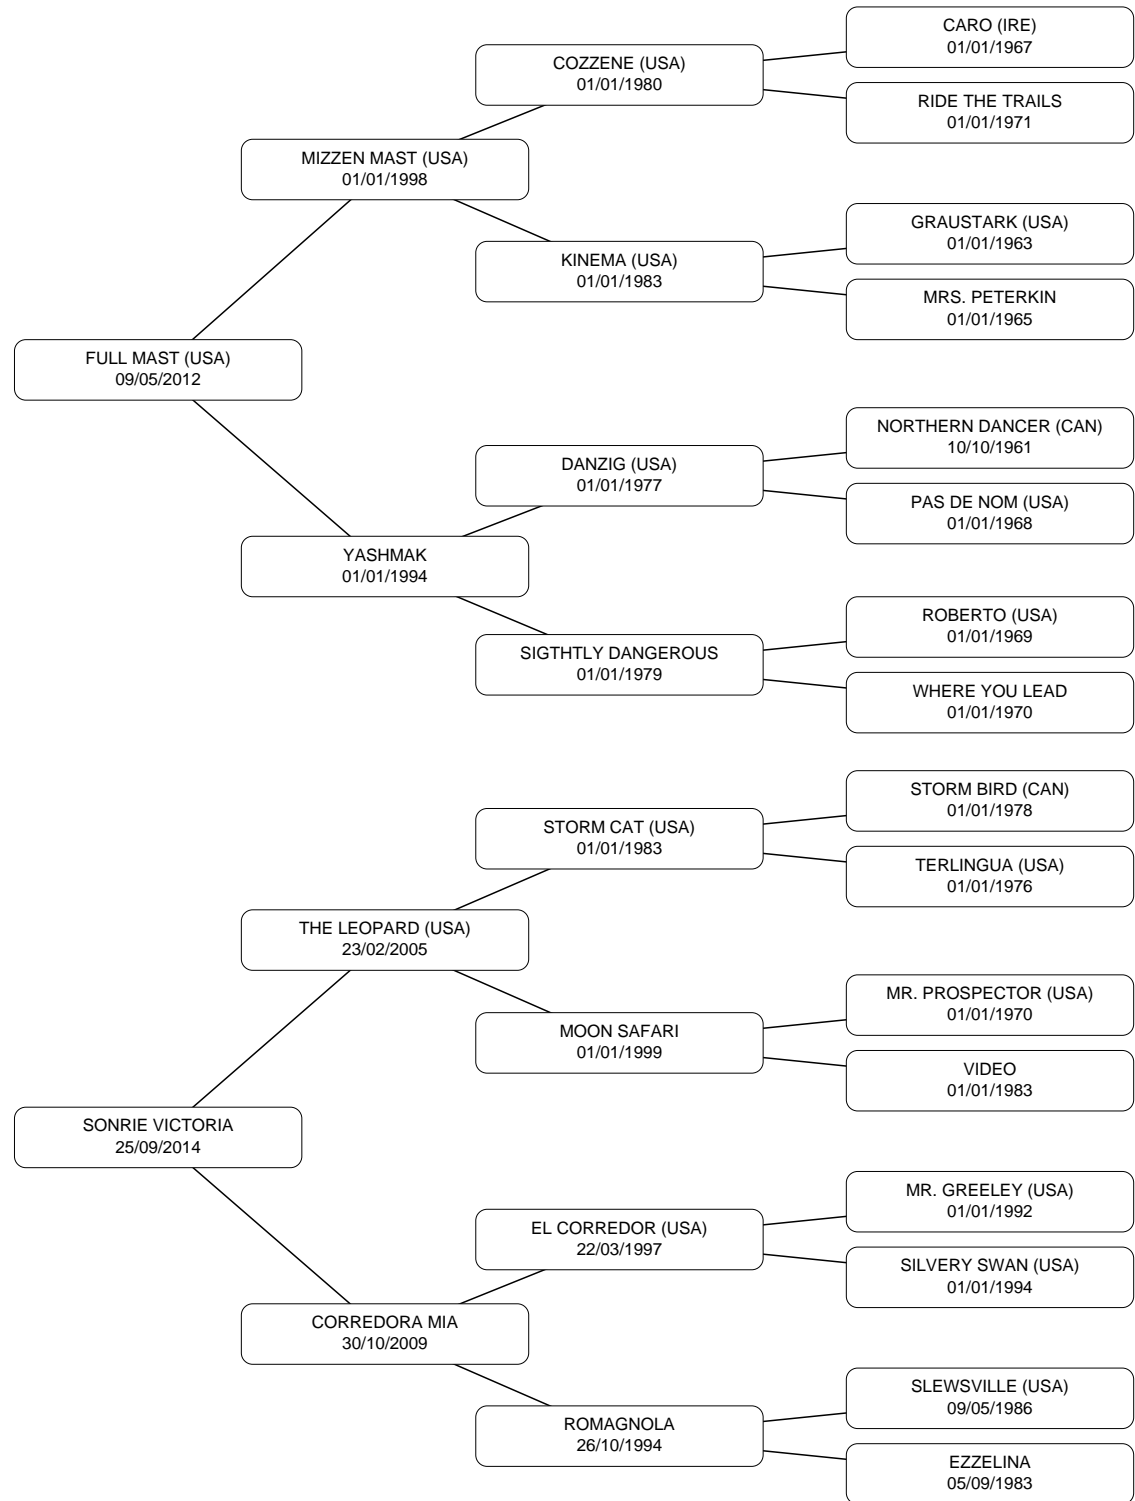 CARO (IRE)
01/01/1967
COZZENE (USA)
01/01/1980
RIDE THE TRAILS
01/01/1971
MIZZEN MAST (USA)
01/01/1998
GRAUSTARK (USA)
01/01/1963
KINEMA (USA)
01/01/1983
MRS. PETERKIN
01/01/1965
FULL MAST (USA)
09/05/2012
NORTHERN DANCER (CAN)
10/10/1961
DANZIG (USA)
01/01/1977
PAS DE NOM (USA)
01/01/1968
YASHMAK
01/01/1994
ROBERTO (USA)
01/01/1969
SIGTHTLY DANGEROUS
01/01/1979
WHERE YOU LEAD
01/01/1970
STORM BIRD (CAN)
01/01/1978
STORM CAT (USA)
01/01/1983
TERLINGUA (USA)
01/01/1976
THE LEOPARD (USA)
23/02/2005
MR. PROSPECTOR (USA)
01/01/1970
MOON SAFARI
01/01/1999
VIDEO
01/01/1983
SONRIE VICTORIA
25/09/2014
MR. GREELEY (USA)
01/01/1992
EL CORREDOR (USA)
22/03/1997
SILVERY SWAN (USA)
01/01/1994
CORREDORA MIA
30/10/2009
SLEWSVILLE (USA)
09/05/1986
ROMAGNOLA
26/10/1994
EZZELINA
05/09/1983